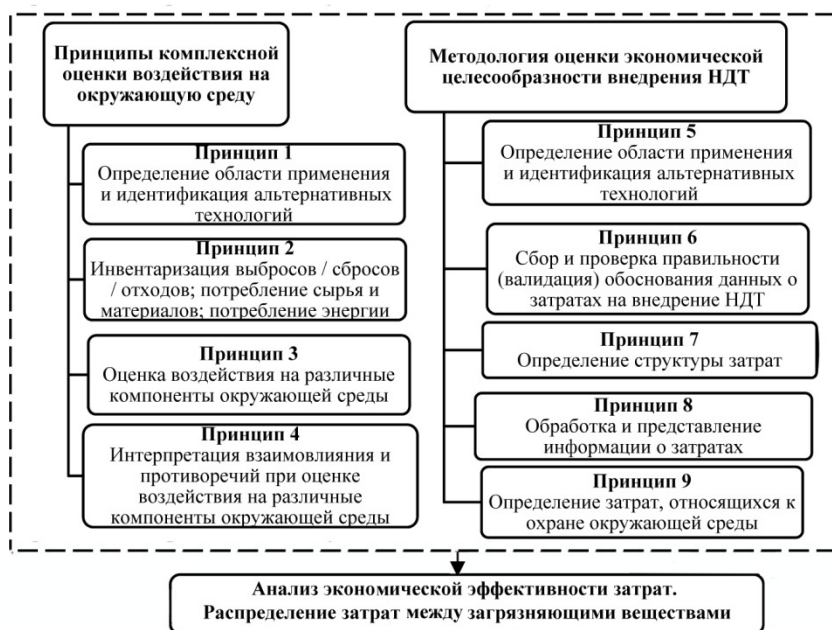 Принципы комплексной
оценки воздействия на
окружающую среду
Принцип 1
Определение области применения
и идентификация альтернативных
технологий
Принцип 2
Инвентаризация выбросов / сбросов
/ отходов; потребление сырья и
материалов; потребление энергии
Принцип 3
Оценка воздействия на различные
компоненты окружающей среды
Принцип 4
Интерпретация взаимовлияния и
противоречий при оценке
воздействия на различные
компоненты окружающей среды
Методология оценки экономической
целесообразности внедрения НДТ
Принцип 5
Определение области применения
и идентификация альтернативных
технологий
Принцип 6
Сбор и проверка правильности
(валидация) обоснования данных о
затратах на внедрение НДТ
Принцип 7
Определение структуры затрат
Принцип 8
Обработка и представление
информации о затратах
Принцип 9
Определение затрат, относящихся к
охране окружающей среды
Анализ экономической эффективности затрат.
Распределение затрат между загрязняющими веществами